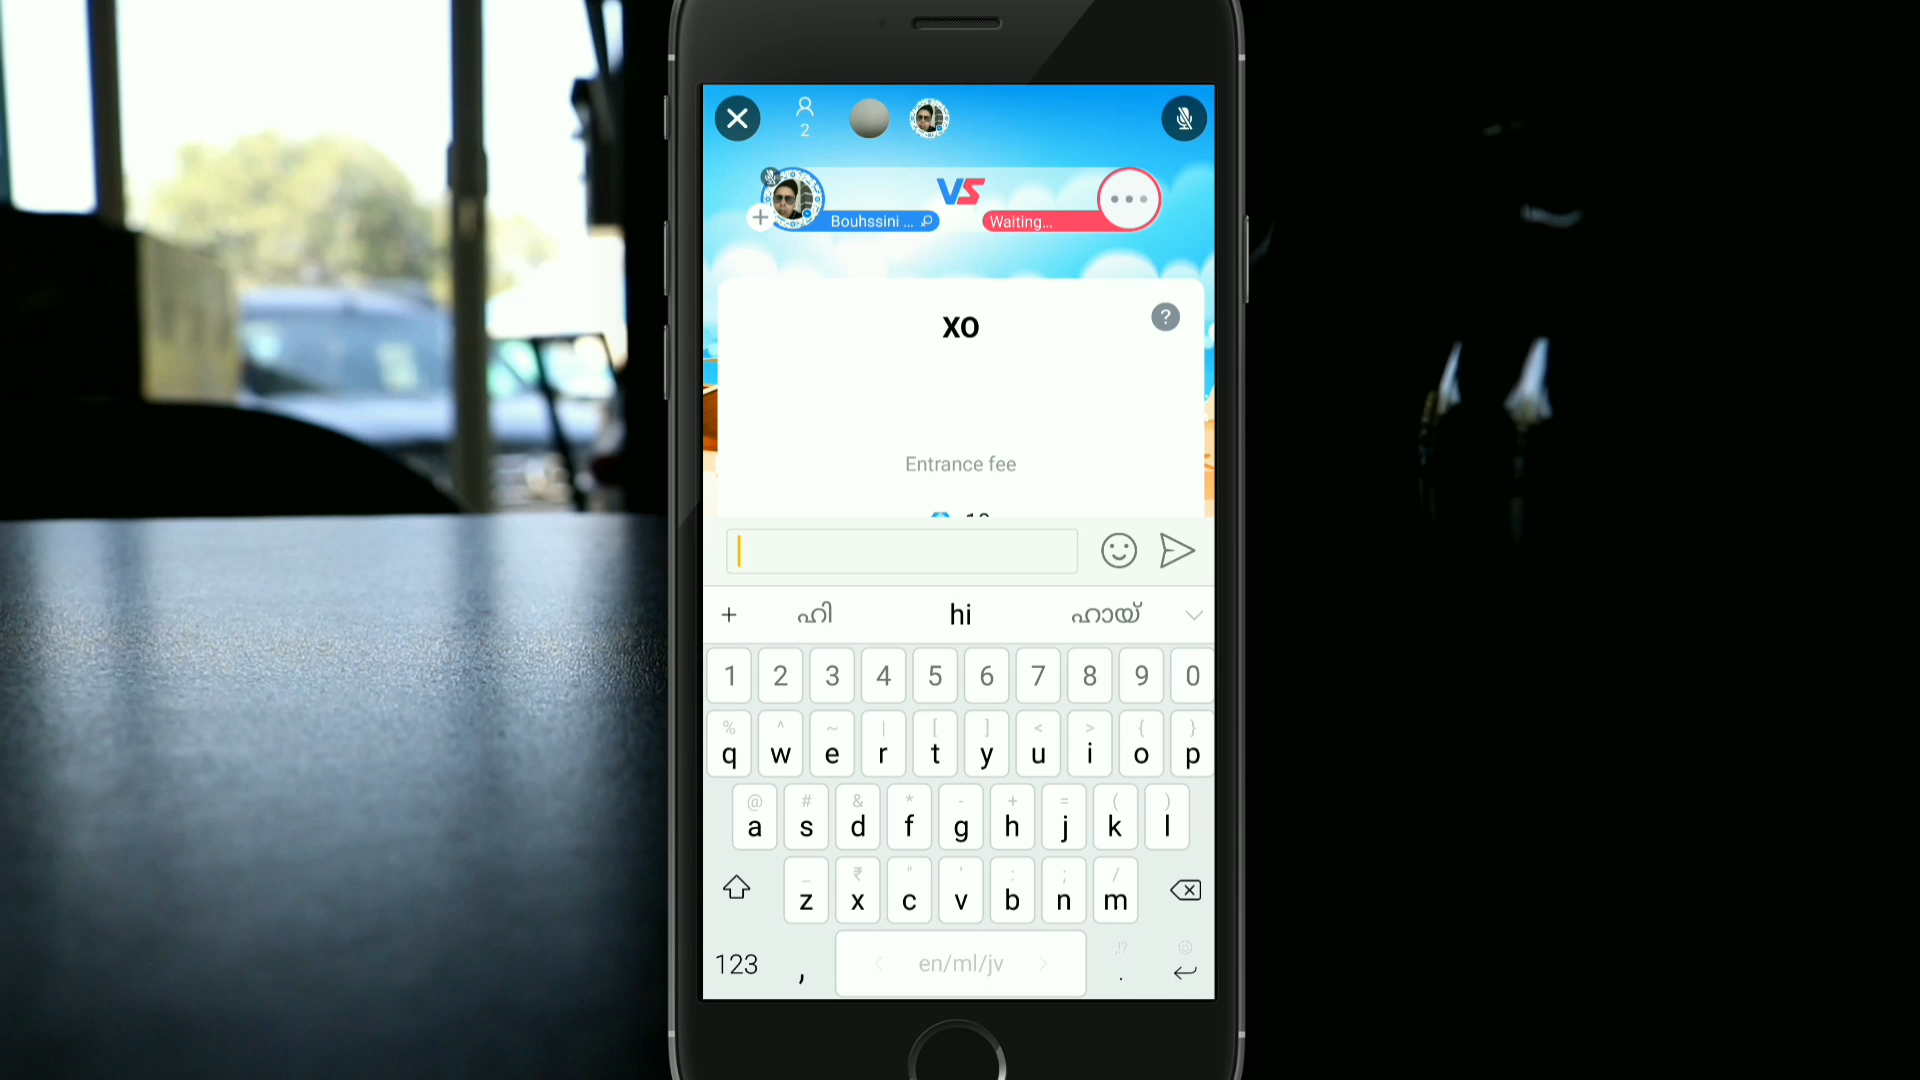 2
VS
Bouhssini ...
Waiting...
XO
?
Entrance fee
10
+ ഹി hi ഹായ്
1 2 3 4 5 6 7 8 9 0
% ^ ~ | [ ] < > { }
q w e r t y u i o p
@ # & * - + = ( )
a s d f g h j k l
_ ₹ " ' : ; /
z x c v b n m
!?
123 , < en/ml/jv > .